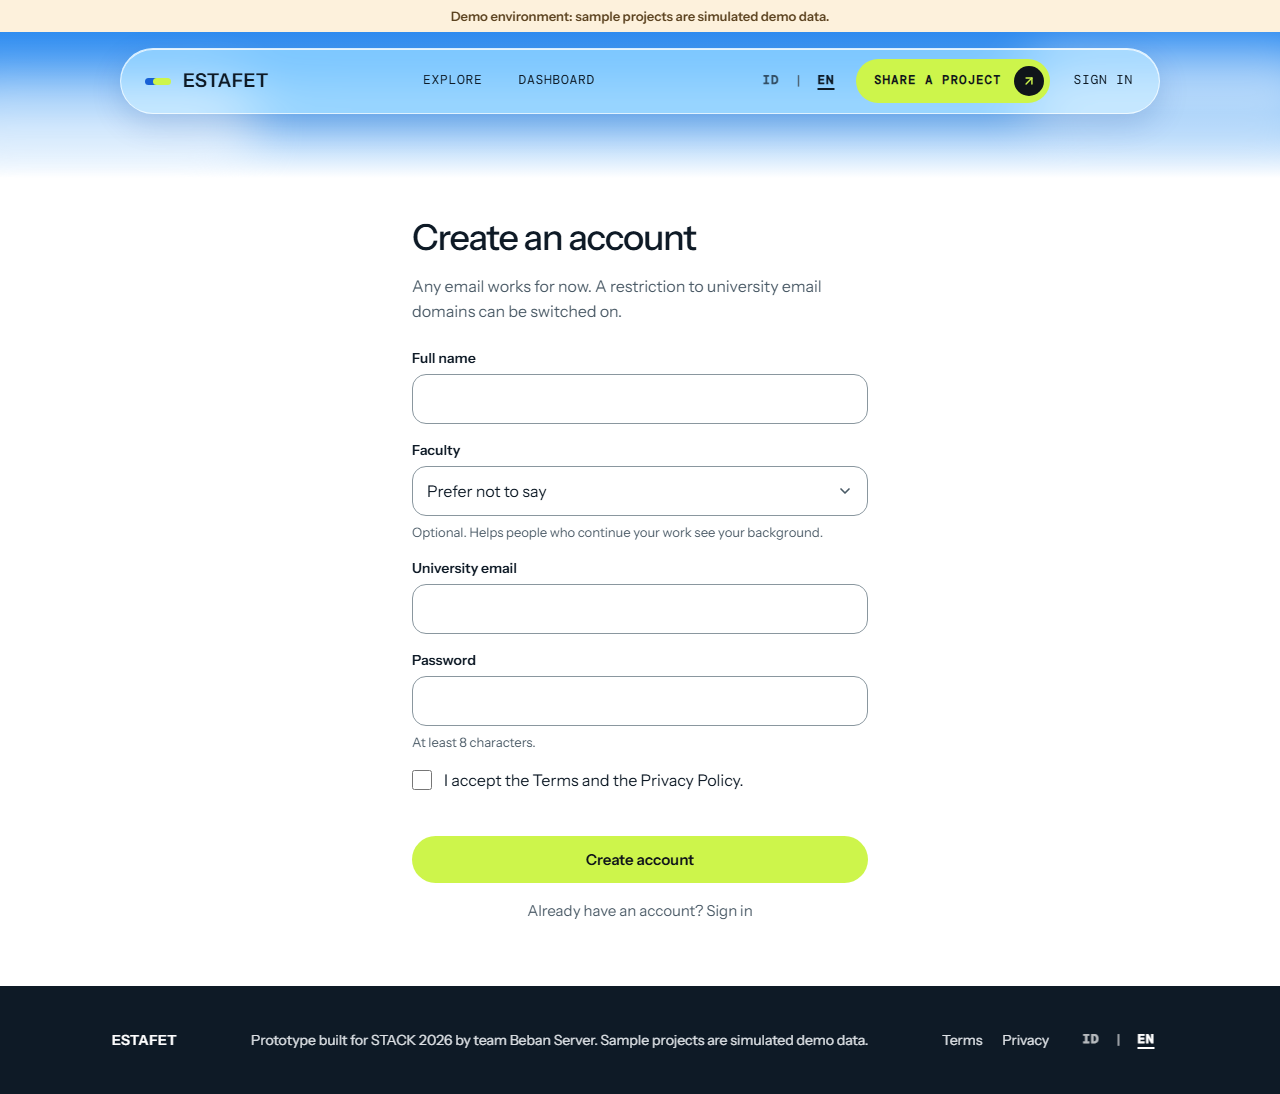 Demo environment: sample projects are simulated demo data.
ESTAFET
EXPLORE
DASHBOARD
ID | EN
SHARE A PROJECT
SIGN IN
Create an account
Any email works for now. A restriction to university email
domains can be switched on.
Full name
Faculty
Prefer not to say
Optional. Helps people who continue your work see your background.
University email
Password
At least 8 characters.
I accept the Terms and the Privacy Policy.
Create account
Already have an account? Sign in
ESTAFET
Prototype built for STACK 2026 by team Beban Server. Sample projects are simulated demo data.
Terms
Privacy
ID | EN